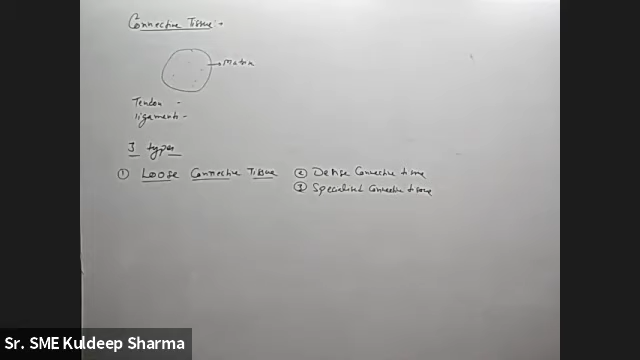 Connective Tissue :-
→ Matrix
Tendon -
ligaments -
3 types
① Loose Connective Tissue
② Dense Connective tissue
③ Specialised Connective tissue
Sr. SME Kuldeep Sharma